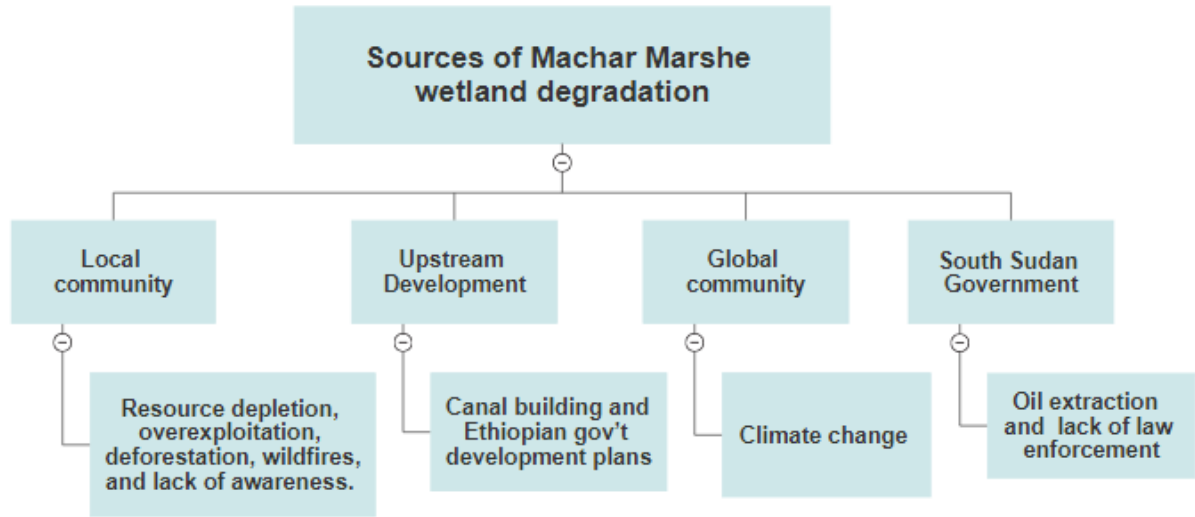 Sources of Machar Marshe
wetland degradation
Local
community
Upstream
Development
Global
community
South Sudan
Government
Resource depletion,
overexploitation,
deforestation, wildfires,
and lack of awareness.
Canal building and
Ethiopian gov't
development plans
Climate change
Oil extraction
and lack of law
enforcement